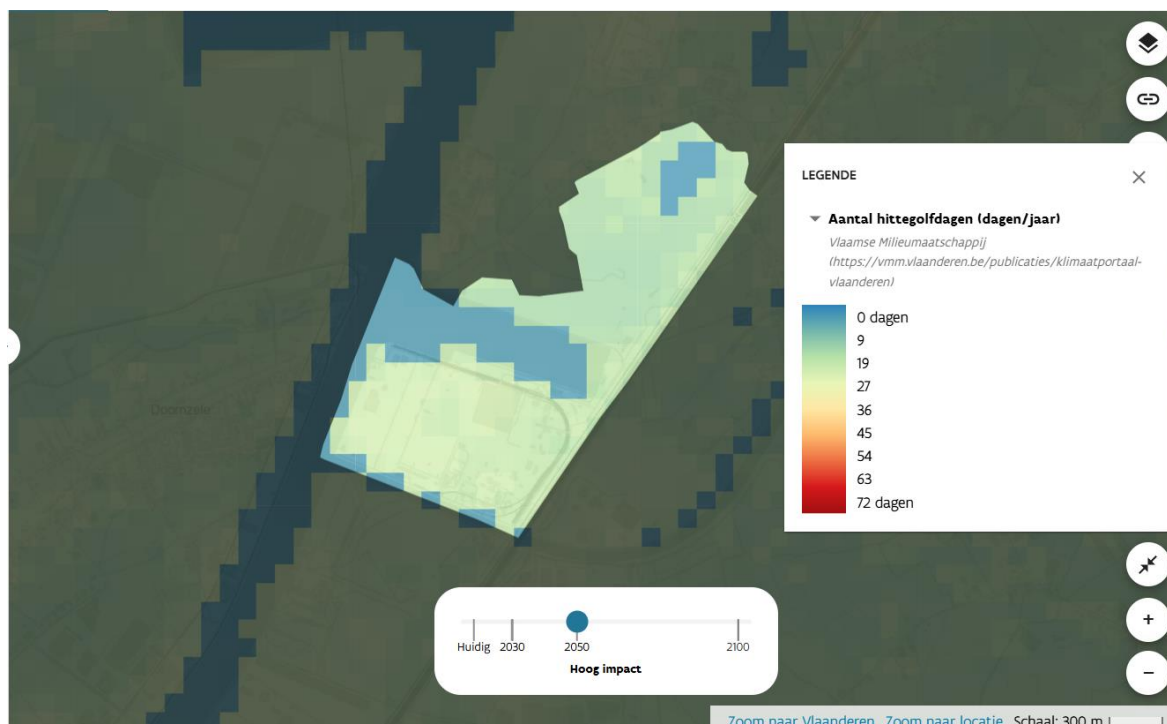 LEGENDE
Aantal hittegolfdagen (dagen/jaar)
Vlaamse Milieumaatschappij
(https://vmm.vlaanderen.be/publicaties/klimaatportaal-
vlaanderen)
0 dagen
9
19
27
36
45
54
63
72 dagen
Doornzele
Huidig 2030 2050 2100
Hoog impact
Zoom naar Vlaanderen Zoom naar locatie Schaal: 300 m